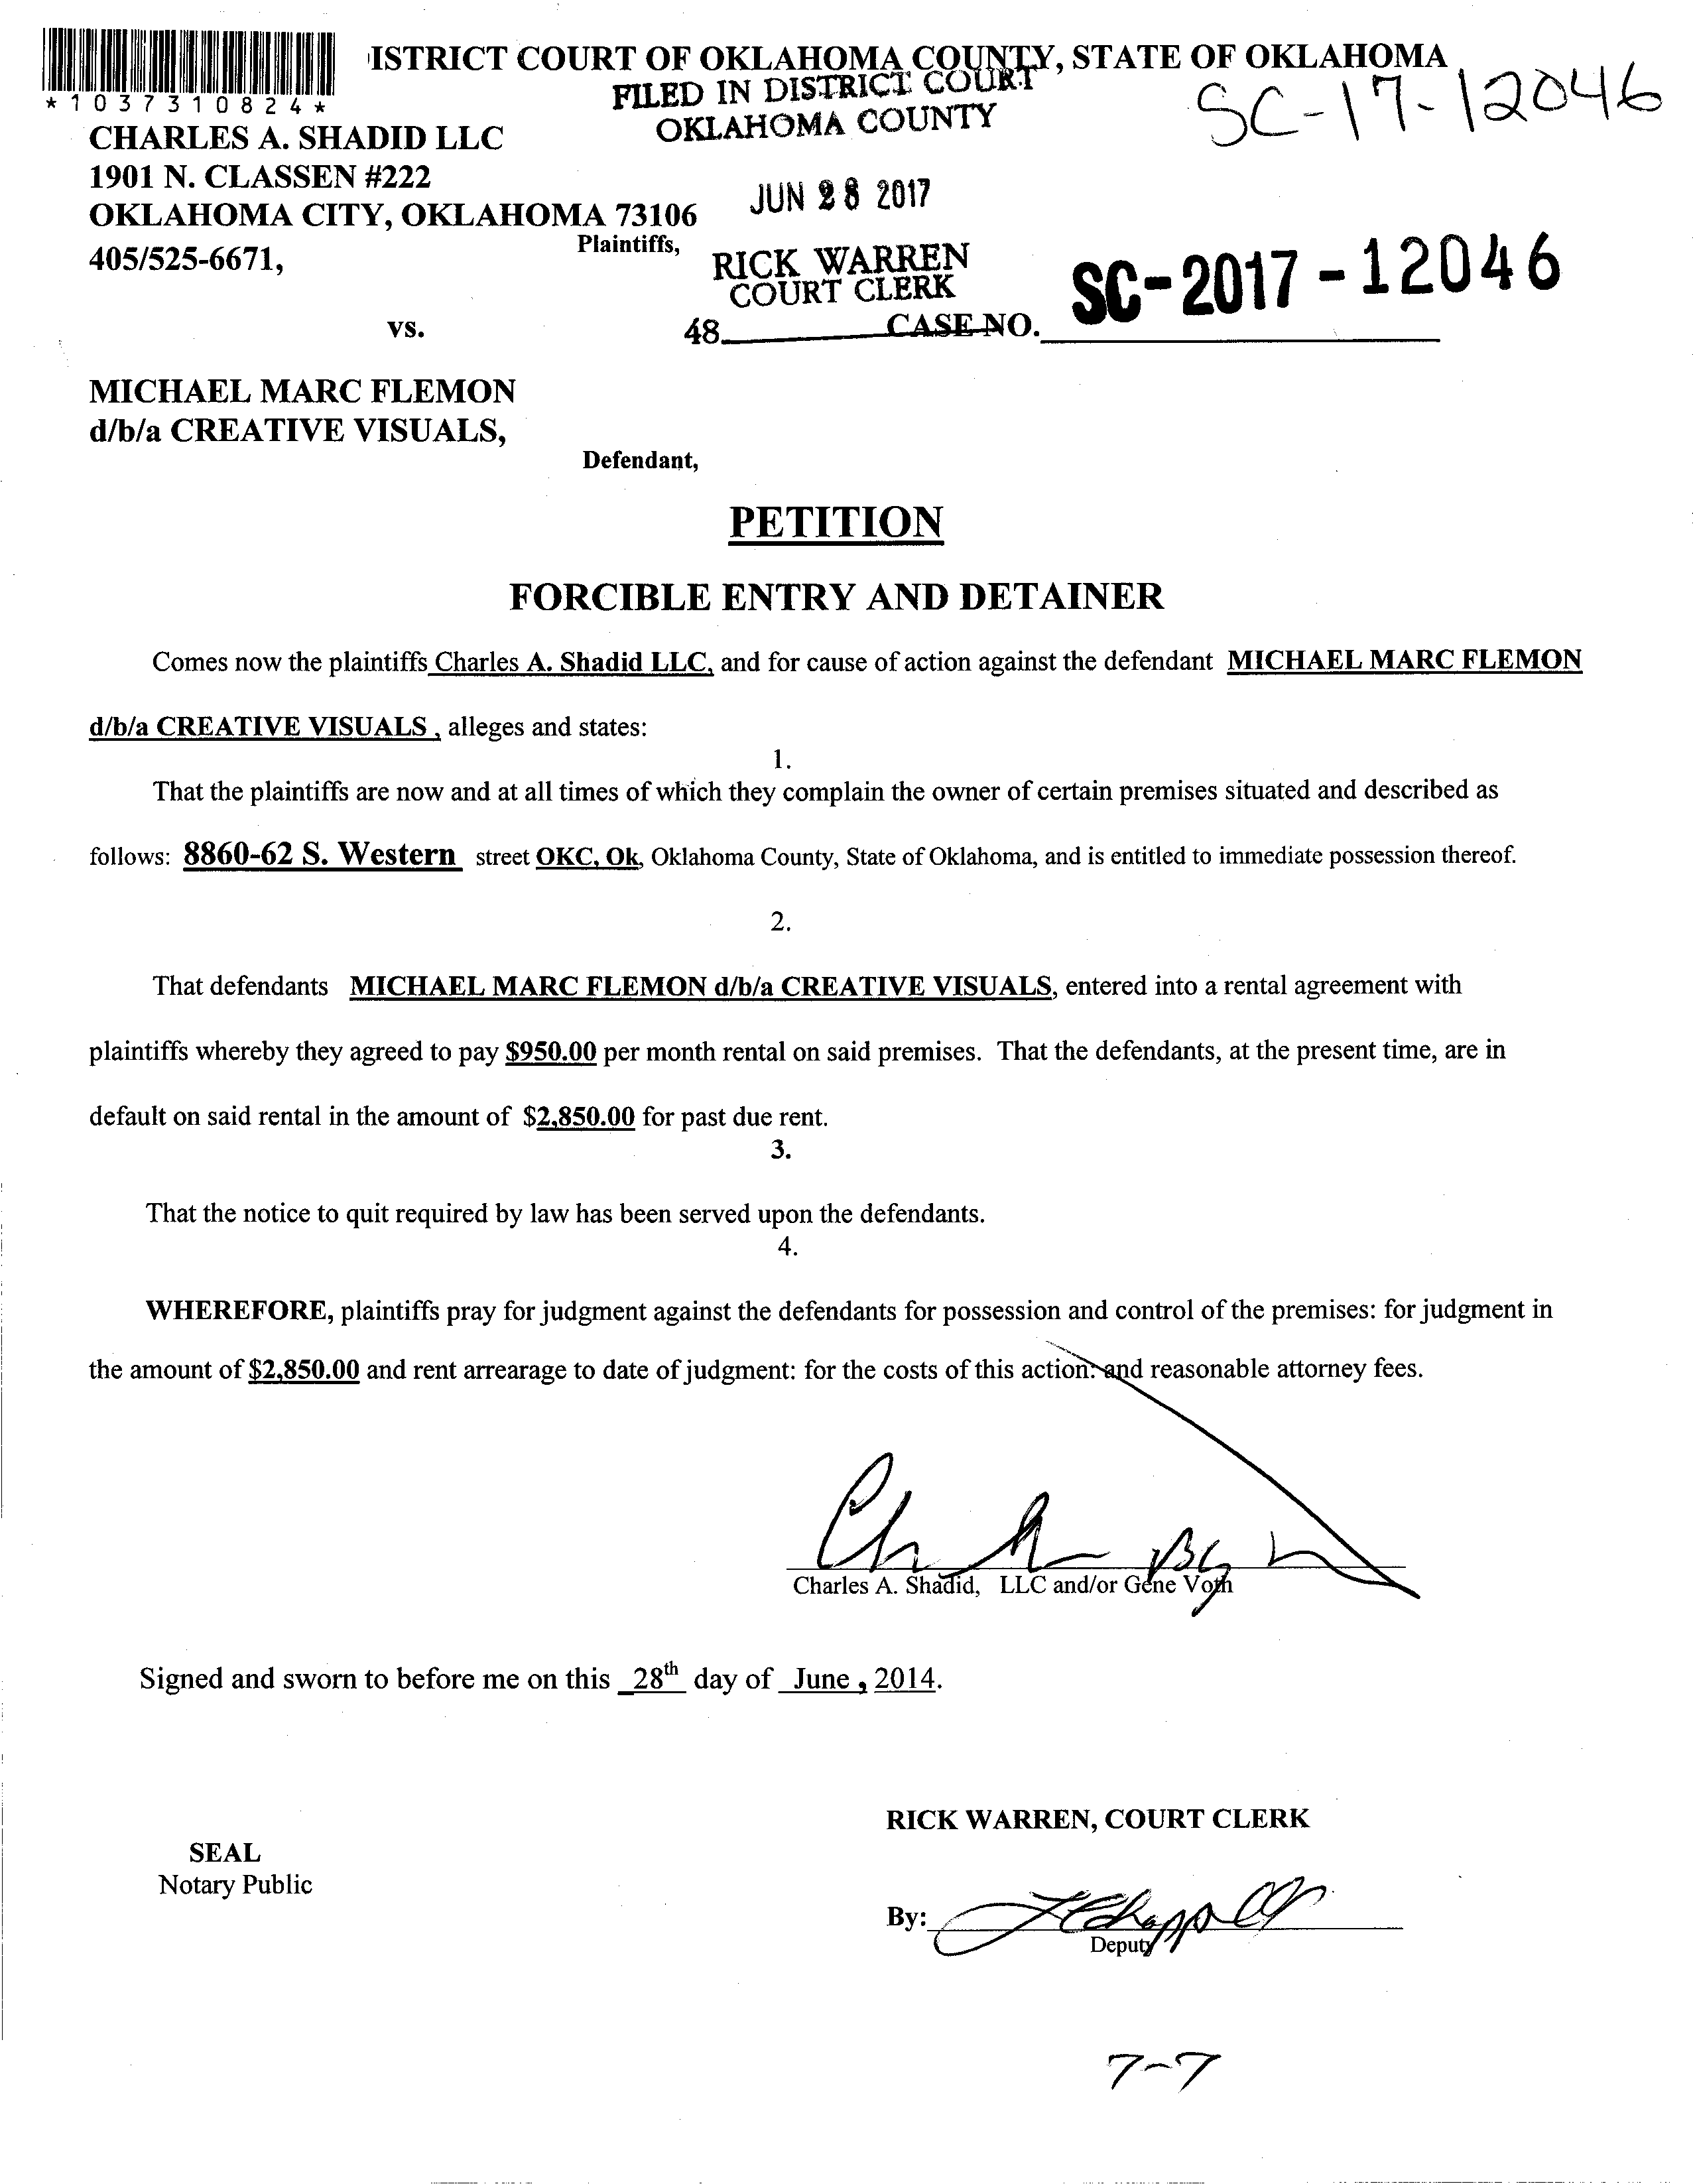 ISTRICT COURT OF OKLAHOMA COUNTY, STATE OF OKLAHOMA
*1037310824*
FILED IN DISTRICT COURT
OKLAHOMA COUNTY
SC-17-12046
CHARLES A. SHADID LLC
1901 N. CLASSEN #222
OKLAHOMA CITY, OKLAHOMA 73106
JUN 28 2017
405/525-6671,
Plaintiffs,
RICK WARREN
COURT CLERK
SC-2017-12046
vs.
48 CASE NO.
MICHAEL MARC FLEMON
d/b/a CREATIVE VISUALS,
Defendant,
PETITION
FORCIBLE ENTRY AND DETAINER
Comes now the plaintiffs Charles A. Shadid LLC, and for cause of action against the defendant MICHAEL MARC FLEMON
d/b/a CREATIVE VISUALS , alleges and states:
1.
That the plaintiffs are now and at all times of which they complain the owner of certain premises situated and described as
follows: 8860-62 S. Western street OKC, Ok, Oklahoma County, State of Oklahoma, and is entitled to immediate possession thereof.
2.
That defendants MICHAEL MARC FLEMON d/b/a CREATIVE VISUALS, entered into a rental agreement with
plaintiffs whereby they agreed to pay $950.00 per month rental on said premises. That the defendants, at the present time, are in
default on said rental in the amount of $2,850.00 for past due rent.
3.
That the notice to quit required by law has been served upon the defendants.
4.
WHEREFORE, plaintiffs pray for judgment against the defendants for possession and control of the premises: for judgment in
the amount of $2,850.00 and rent arrearage to date of judgment: for the costs of this action: and reasonable attorney fees.
Charles A. Shadid, LLC and/or Gene Voth
Signed and sworn to before me on this 28th day of June , 2014.
RICK WARREN, COURT CLERK
SEAL
Notary Public
By:
Deputy
7-7